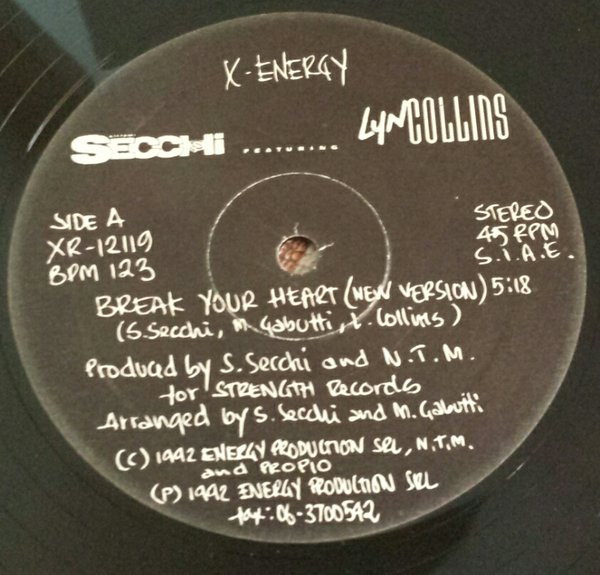 X-ENERGY
SECCHi FEATURING Lyn COLLINS
SIDE A
XR-12119
BPM 123
STEREO
45 RPM
S.I.A.E.
BREAK YOUR HEART (NEW VERSION) 5:18
(S. Secchi, M. Gabutti, L. Collins)
Produced by S. Secchi and N.T.M.
for STRENGTH Records
Arranged by S. Secchi and M. Gabutti
(C) 1992 ENERGY PRODUCTION SRL, N.T.M.
and PROPIO
(P) 1992 ENERGY PRODUCTION SRL
fax: 06-3700542